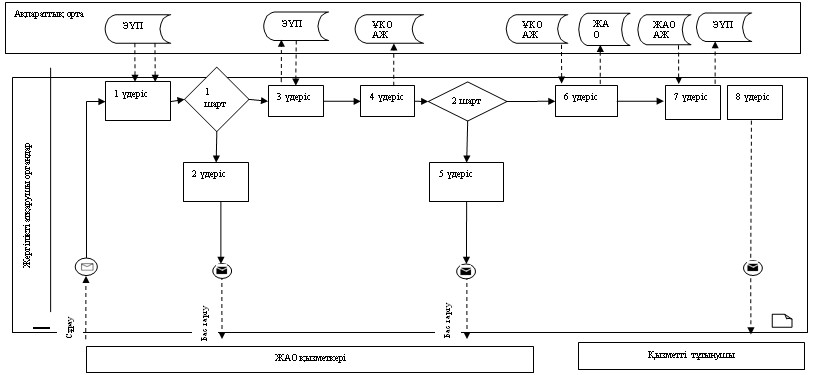 Ақпараттық орта
ЭҮП
ЭҮП
ҰКО
АЖ
ҰКО
АЖ
ЖА
О
ЖАО
АЖ
ЭҮП
Жергілікті атқарушы органдар
1 үдеріс
1
шарт
3 үдеріс
4 үдеріс
2 шарт
6 үдеріс
7 үдеріс
8 үдеріс
2 үдеріс
5 үдеріс
Сұрау
Бас тарту
Бас тарту
ЖАО қызметкері
Қызметті тұтынушы